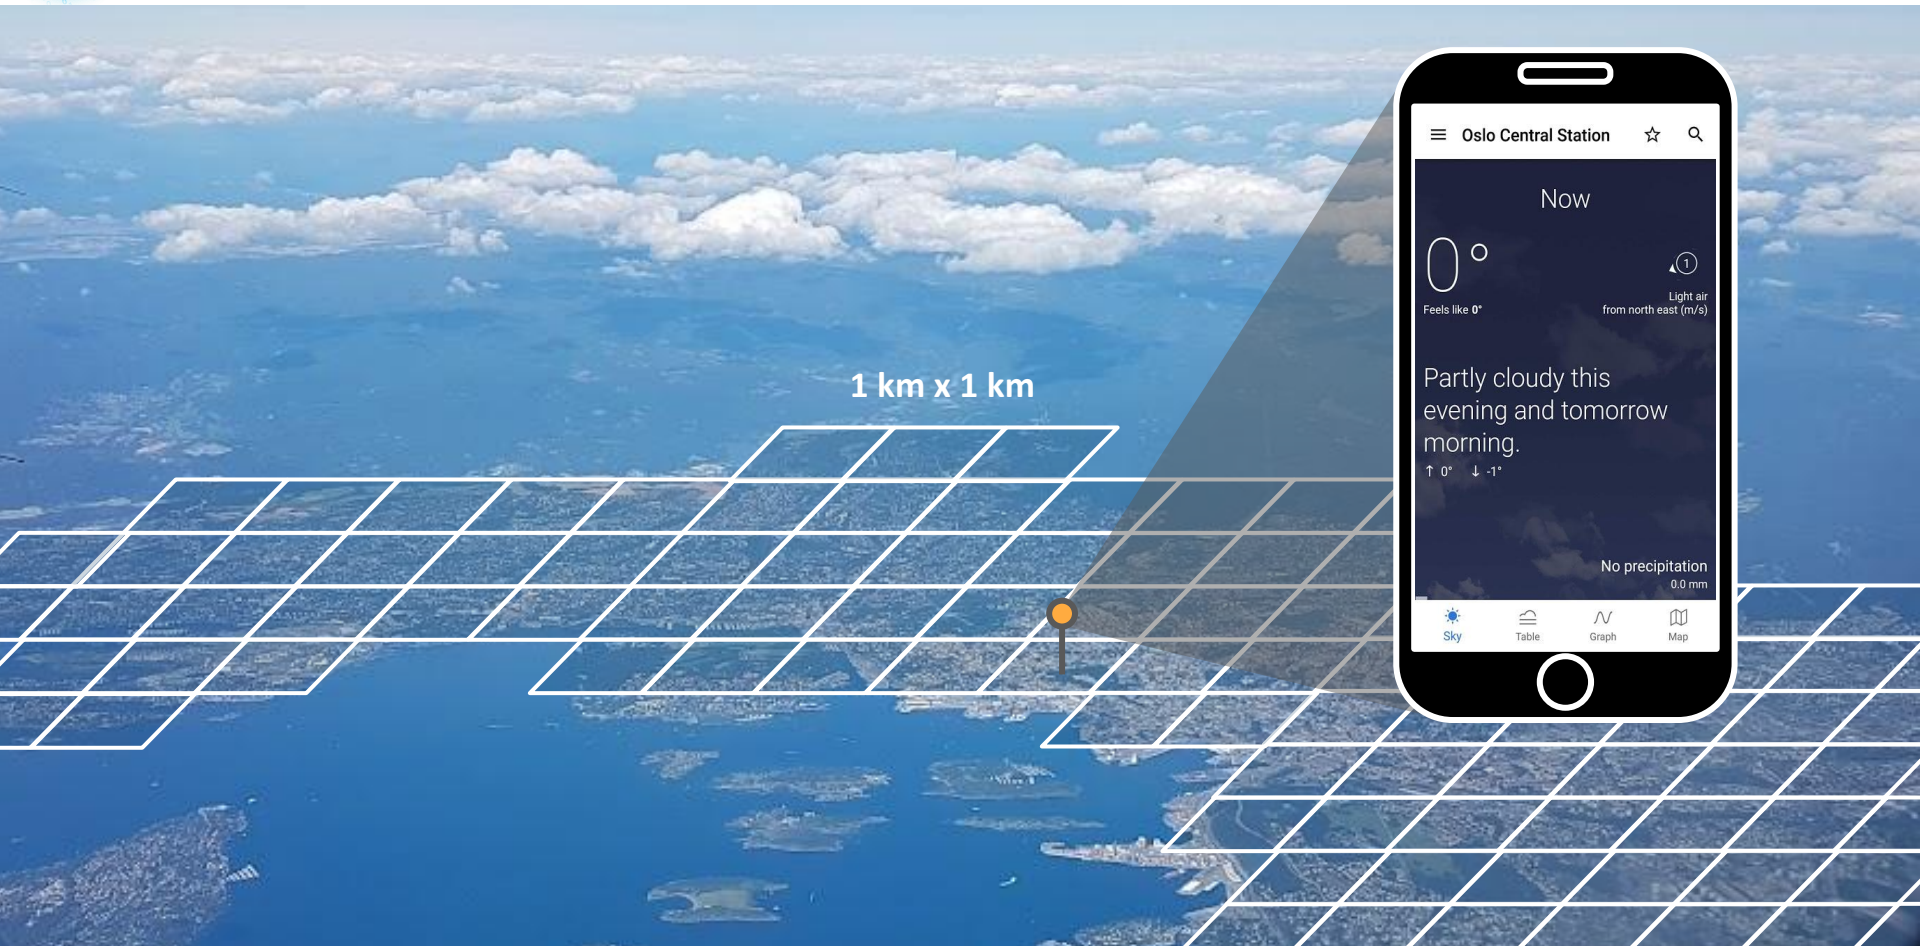 1 km x 1 km
Oslo Central Station
Now
0°
1
Feels like 0°
Light air
from north east (m/s)
Partly cloudy this
evening and tomorrow
morning.
↑ 0° ↓ -1°
No precipitation
0.0 mm
Sky Table Graph Map